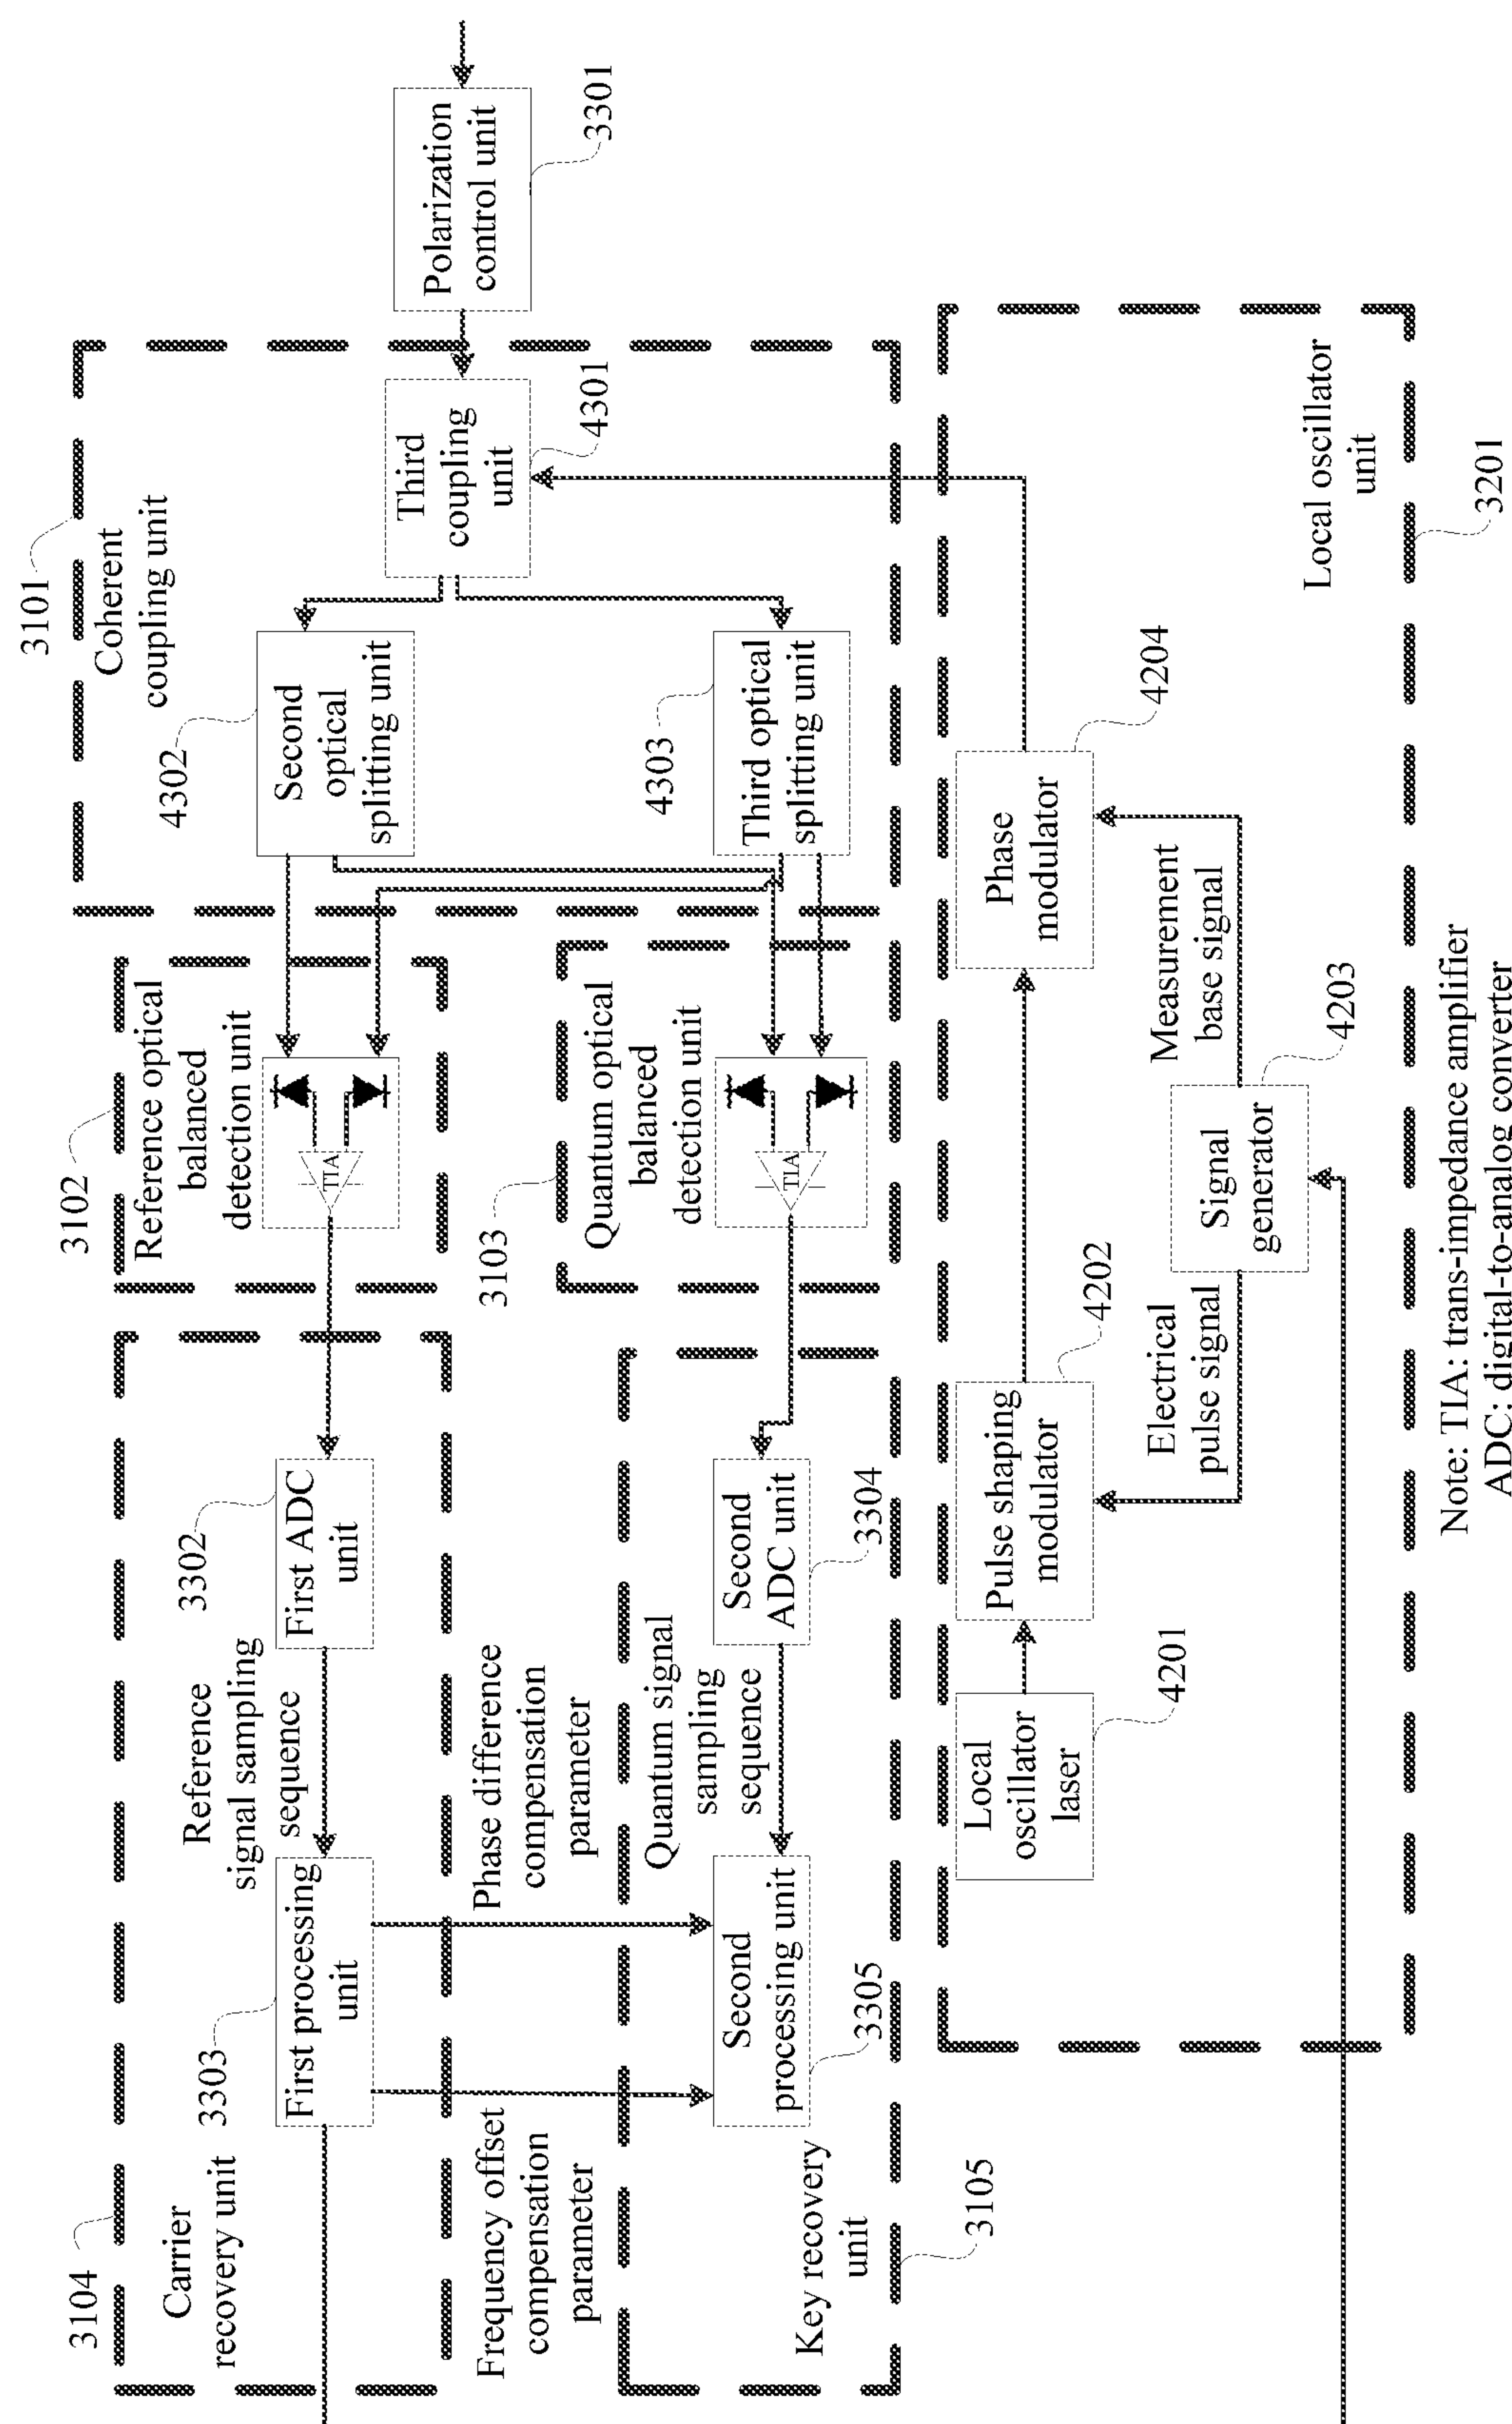 3104
Carrier
recovery unit
3303
First processing
unit
Reference
signal sampling
sequence
3302
First ADC
unit
3102
Reference optical
balanced
detection unit
TIA
3101
Coherent
coupling unit
4302
Second
optical
splitting unit
Third
coupling
unit
4301
Polarization
control unit
3301
Frequency offset
compensation
parameter
Phase difference
compensation
parameter
3103
Quantum optical
balanced
detection unit
TIA
4303
Third optical
splitting unit
Key recovery
unit
3105
Second
processing unit
3305
Quantum signal
sampling
sequence
Second
ADC unit
3304
Local
oscillator
laser
4201
Pulse shaping
modulator
4202
Electrical
pulse signal
Signal
generator
4203
Measurement
base signal
Phase
modulator
4204
Local oscillator
unit
3201
Note: TIA: trans-impedance amplifier
ADC: digital-to-analog converter